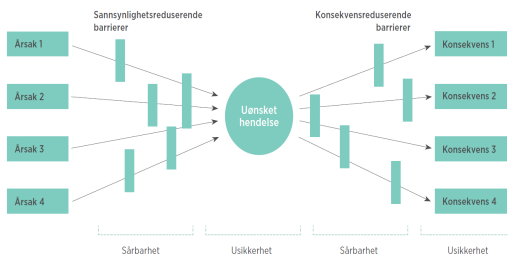 Sannsynlighetsreduserende
barrierer
Konsekvensreduserende
barrierer
Årsak 1
Årsak 2
Årsak 3
Årsak 4
Uønsket
hendelse
Konsekvens 1
Konsekvens 2
Konsekvens 3
Konsekvens 4
Sårbarhet
Usikkerhet
Sårbarhet
Usikkerhet